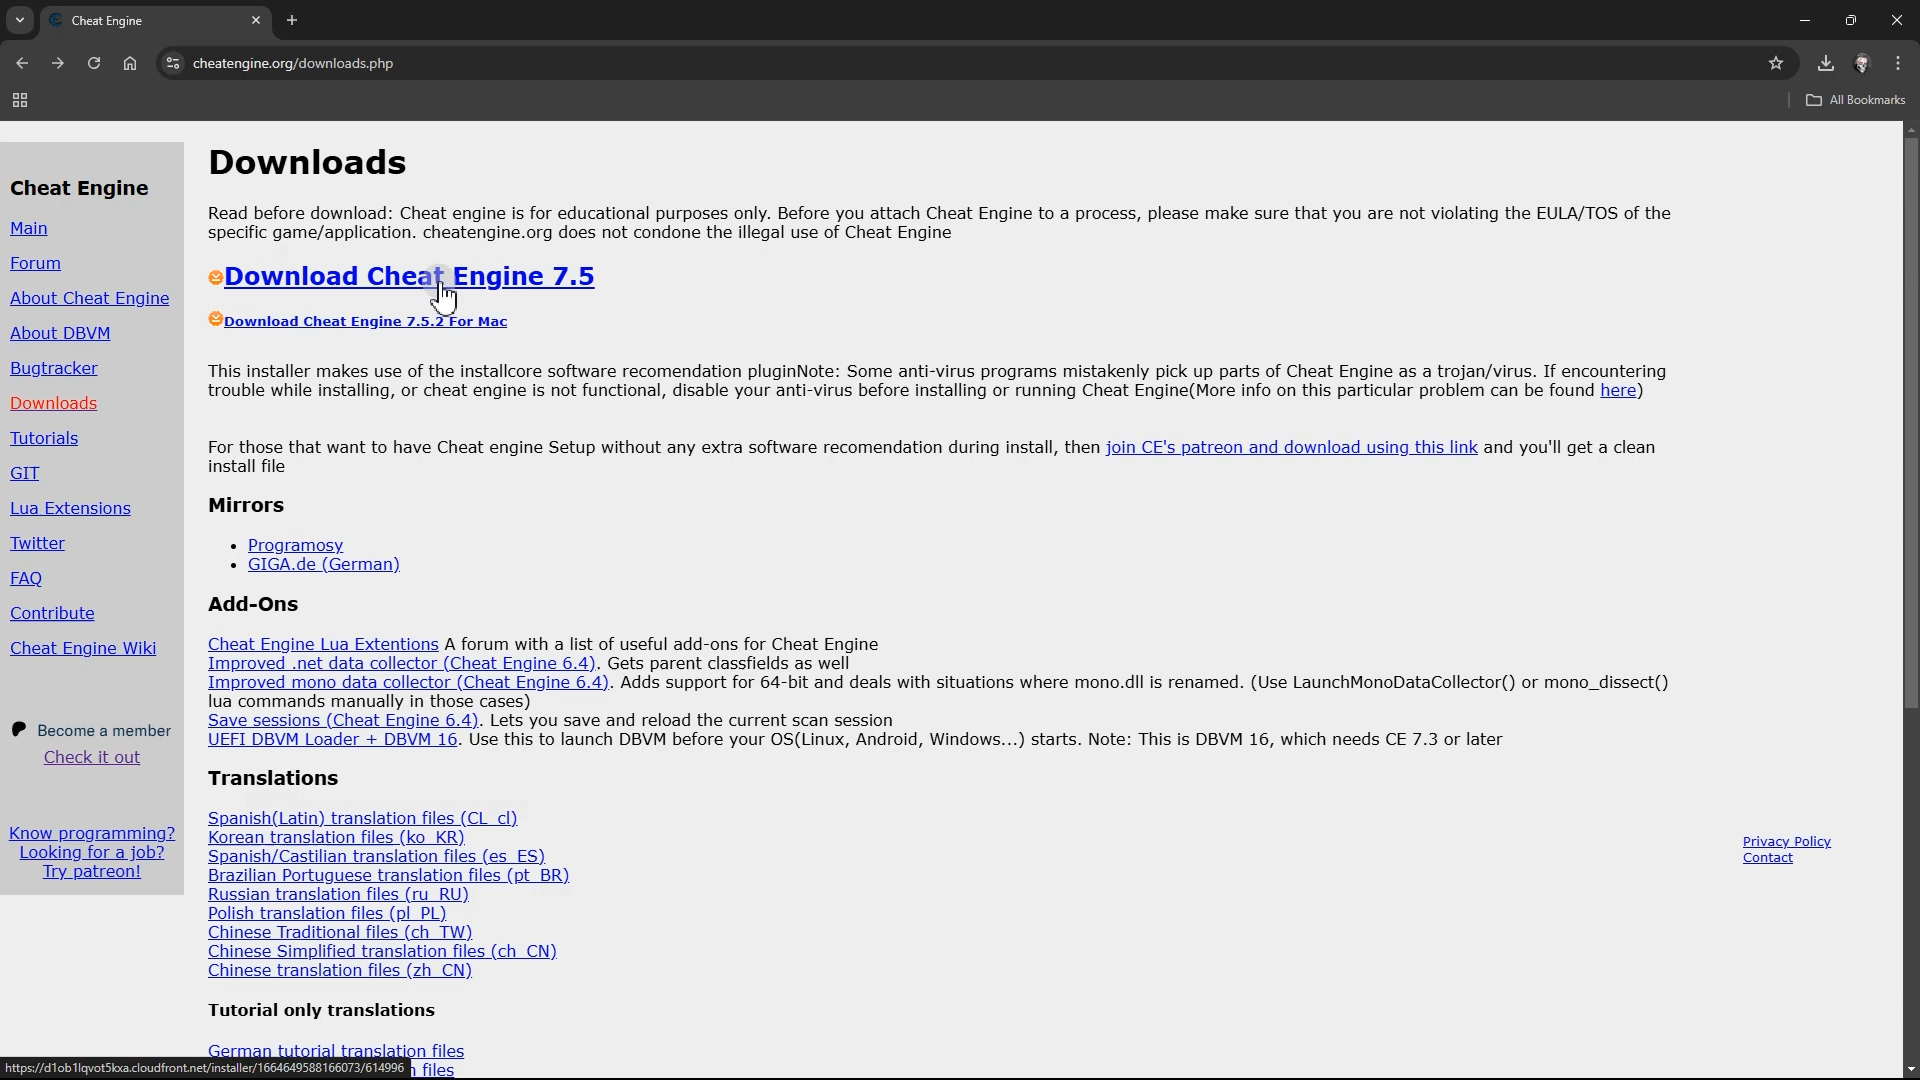 Cheat Engine
cheatengine.org/downloads.php
All Bookmarks
Cheat Engine
Main
Forum
About Cheat Engine
About DBVM
Bugtracker
Downloads
Tutorials
GIT
Lua Extensions
Twitter
FAQ
Contribute
Cheat Engine Wiki
Become a member
Check it out
Know programming?
Looking for a job?
Try patreon!
Downloads
Read before download: Cheat engine is for educational purposes only. Before you attach Cheat Engine to a process, please make sure that you are not violating the EULA/TOS of the
specific game/application. cheatengine.org does not condone the illegal use of Cheat Engine
Download Cheat Engine 7.5
Download Cheat Engine 7.5.2 For Mac
This installer makes use of the installcore software recomendation pluginNote: Some anti-virus programs mistakenly pick up parts of Cheat Engine as a trojan/virus. If encountering
trouble while installing, or cheat engine is not functional, disable your anti-virus before installing or running Cheat Engine(More info on this particular problem can be found here)
For those that want to have Cheat engine Setup without any extra software recomendation during install, then join CE's patreon and download using this link and you'll get a clean
install file
Mirrors
• Programosy
• GIGA.de (German)
Add-Ons
Cheat Engine Lua Extentions A forum with a list of useful add-ons for Cheat Engine
Improved .net data collector (Cheat Engine 6.4). Gets parent classfields as well
Improved mono data collector (Cheat Engine 6.4). Adds support for 64-bit and deals with situations where mono.dll is renamed. (Use LaunchMonoDataCollector() or mono_dissect()
lua commands manually in those cases)
Save sessions (Cheat Engine 6.4). Lets you save and reload the current scan session
UEFI DBVM Loader + DBVM 16. Use this to launch DBVM before your OS(Linux, Android, Windows...) starts. Note: This is DBVM 16, which needs CE 7.3 or later
Translations
Spanish(Latin) translation files (CL_cl)
Korean translation files (ko_KR)
Spanish/Castilian translation files (es_ES)
Brazilian Portuguese translation files (pt_BR)
Russian translation files (ru_RU)
Polish translation files (pl_PL)
Chinese Traditional files (ch_TW)
Chinese Simplified translation files (ch_CN)
Chinese translation files (zh_CN)
Tutorial only translations
German tutorial translation files
files
Privacy Policy
Contact
https://d1ob1lqvot5kxa.cloudfront.net/installer/1664649588166073/614996